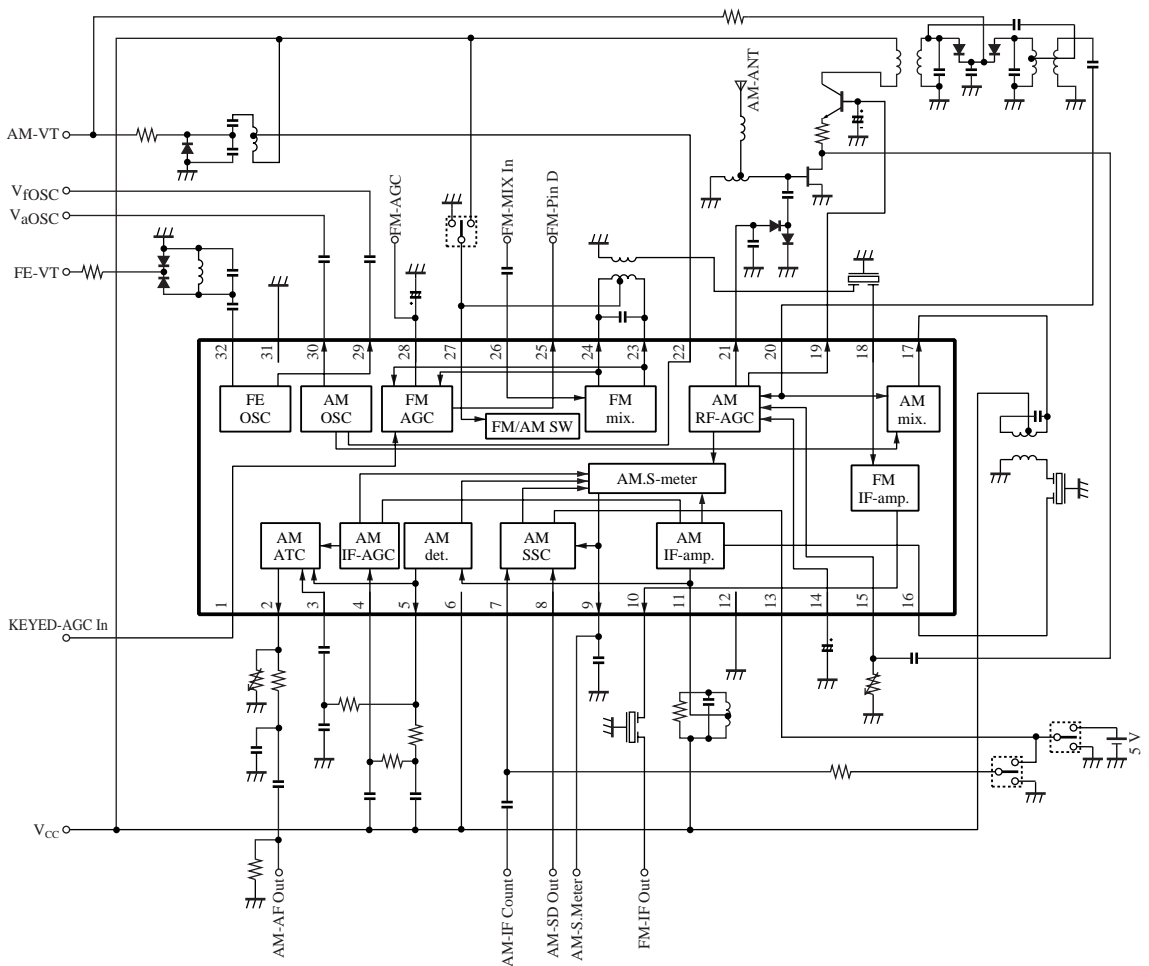 AM-ANT
AM-VT
VfOSC
VaOSC
FE-VT
FM-AGC
FM-MIX In
FM-Pin D
32
31
30
29
28
27
26
25
24
23
22
21
20
19
18
17
FE
OSC
AM
OSC
FM
AGC
FM/AM SW
FM
mix.
AM
RF-AGC
AM
mix.
AM.S-meter
FM
IF-amp.
AM
ATC
AM
IF-AGC
AM
det.
AM
SSC
AM
IF-amp.
1
2
3
4
5
6
7
8
9
10
11
12
13
14
15
16
KEYED-AGC In
5 V
VCC
AM-AF Out
AM-IF Count
AM-SD Out
AM-S.Meter
FM-IF Out